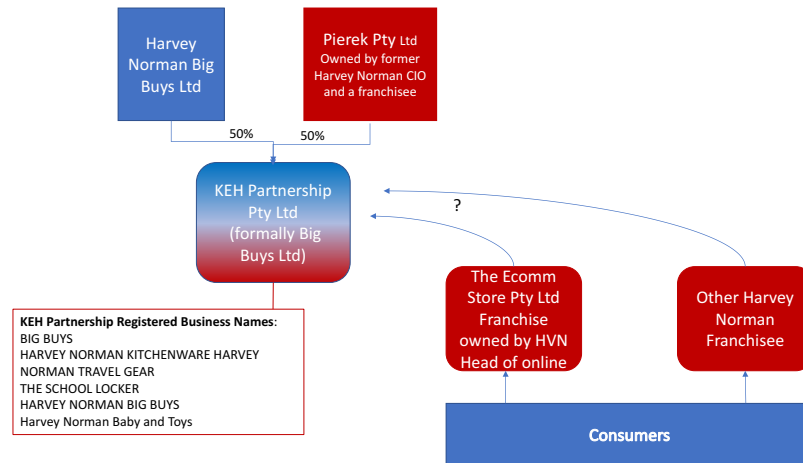 Harvey
Norman Big
Buys Ltd
Pierek Pty Ltd
Owned by former
Harvey Norman CIO
and a franchisee
50%
50%
KEH Partnership
Pty Ltd
(formally Big
Buys Ltd)
?
The Ecomm
Store Pty Ltd
Franchise
owned by HVN
Head of online
Other Harvey
Norman
Franchisee
KEH Partnership Registered Business Names:
BIG BUYS
HARVEY NORMAN KITCHENWARE HARVEY
NORMAN TRAVEL GEAR
THE SCHOOL LOCKER
HARVEY NORMAN BIG BUYS
Harvey Norman Baby and Toys
Consumers